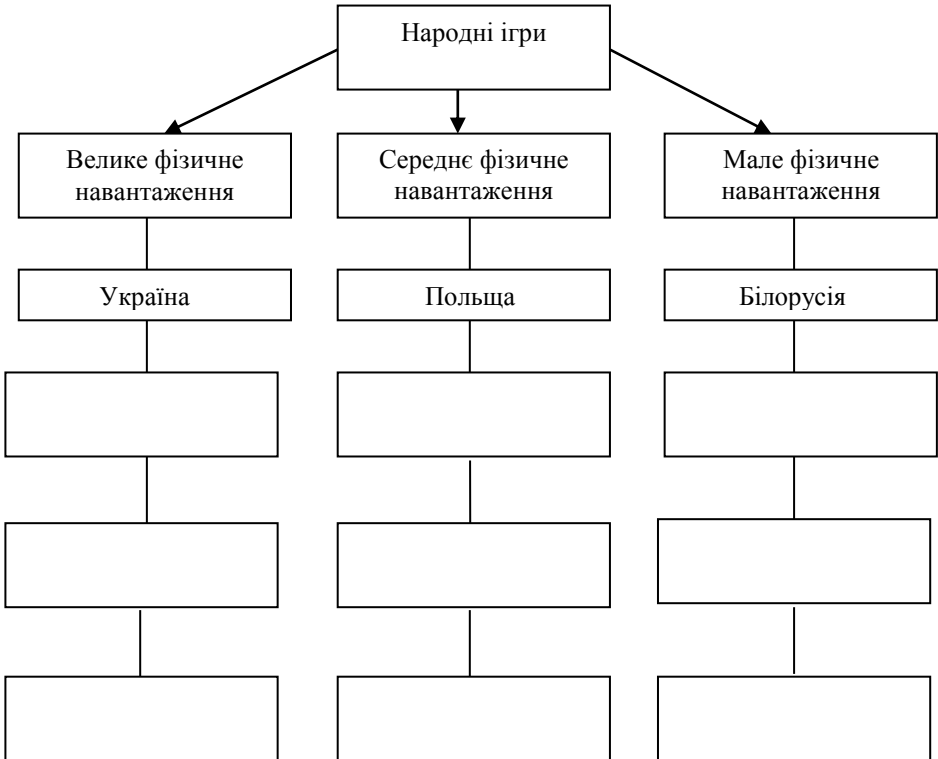 Народні ігри
Велике фізичне
навантаження
Середнє фізичне
навантаження
Мале фізичне
навантаження
Україна
Польща
Білорусія